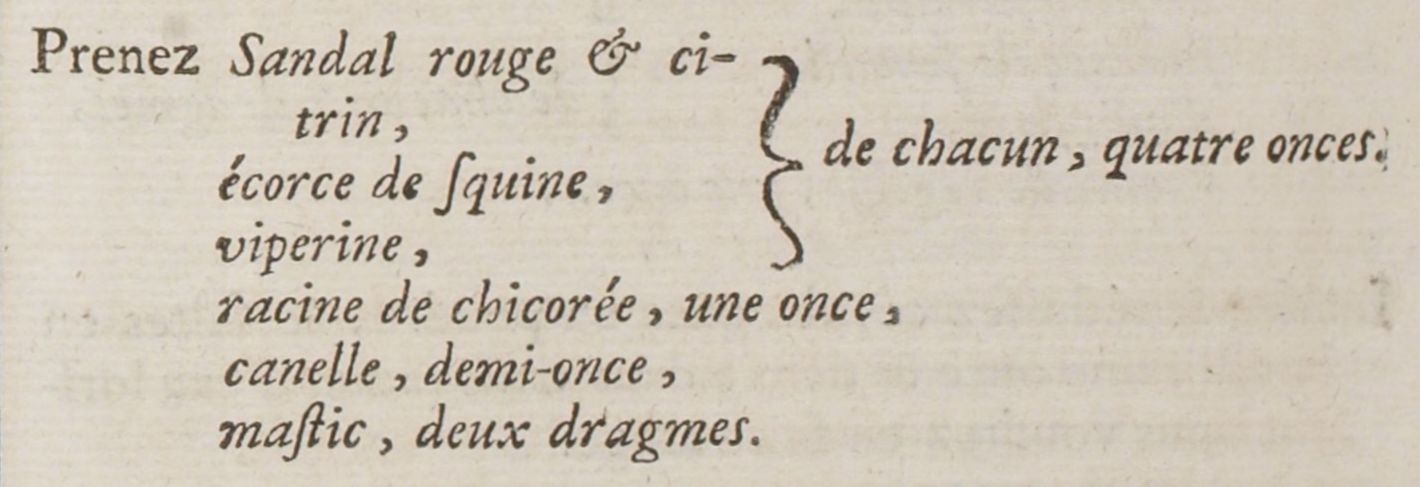 Prenez Sandal rouge & ci-
trin,
écorce de ſquine,
viperine,
de chacun, quatre onces.
racine de chicorée, une once,
canelle, demi-once,
maſtic, deux dragmes.